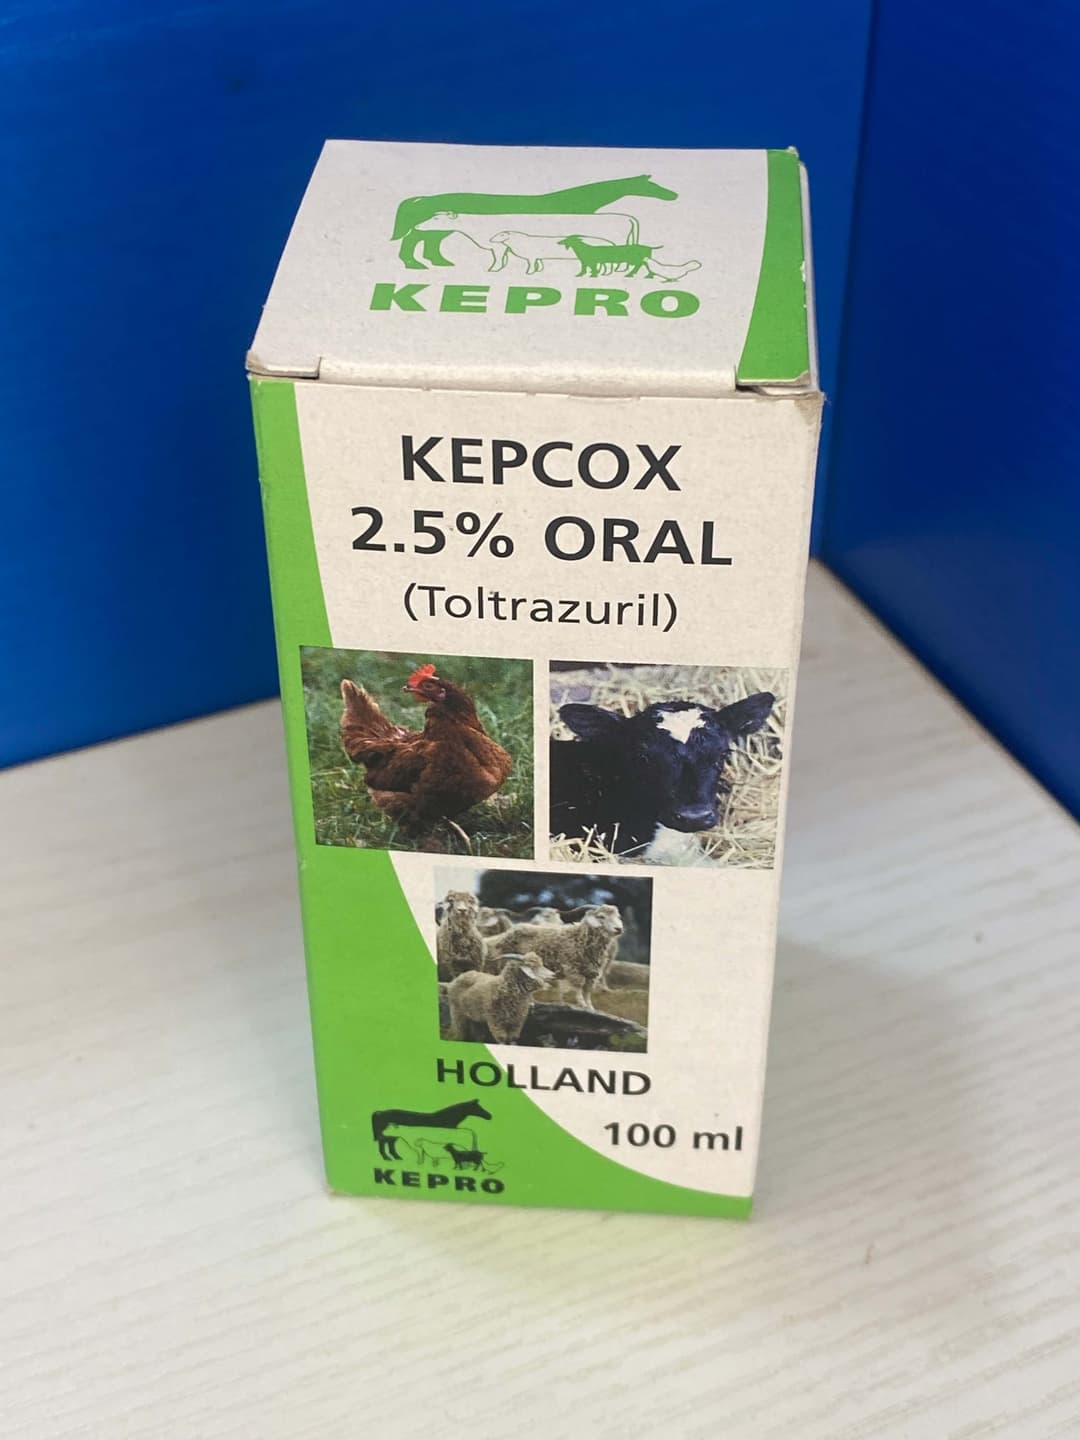 KEPRO
KEPCOX
2.5% ORAL
(Toltrazuril)
HOLLAND
100 ml
KEPRO